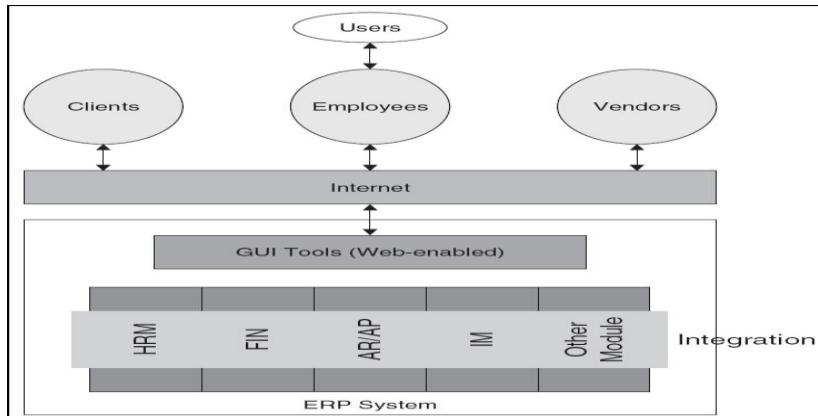 Users
Clients
Employees
Vendors
Internet
GUI Tools (Web-enabled)
HRM
FIN
AR/AP
IM
Other
Module
Integration
ERP System